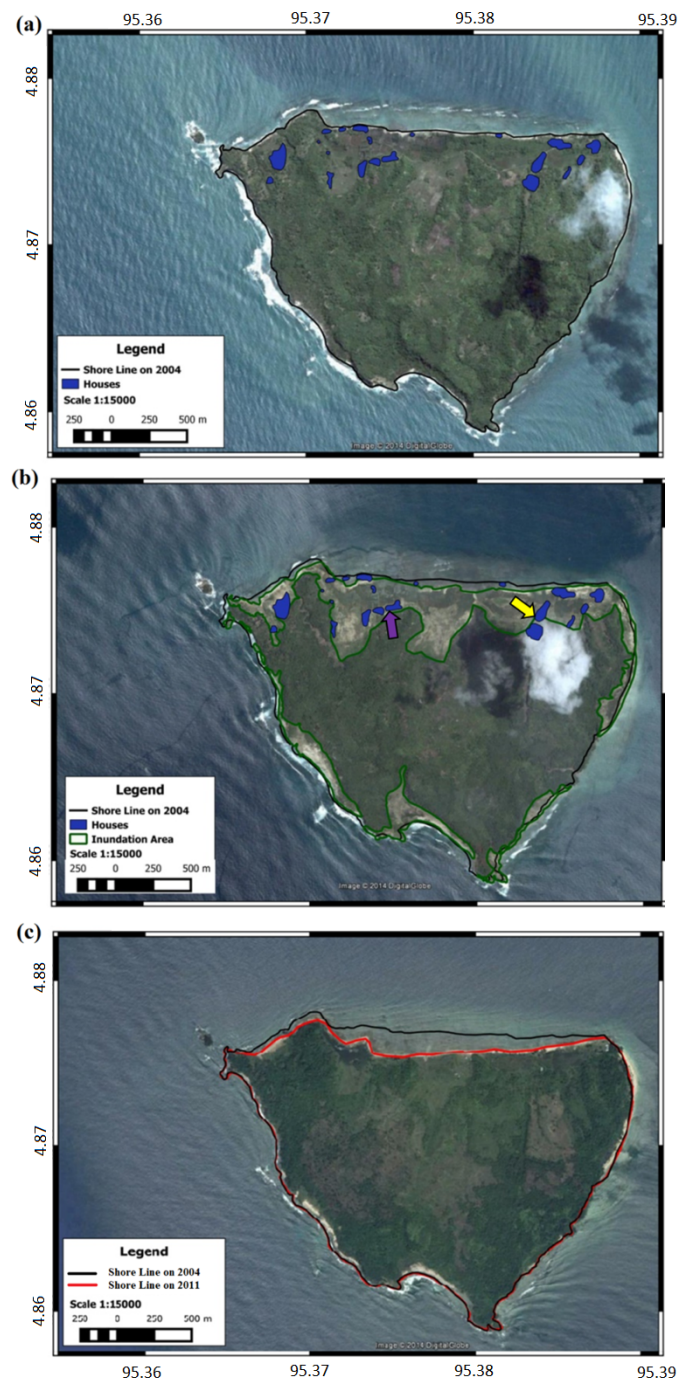 (a)
95.36 95.37 95.38 95.39
4.88
4.87
4.86
Legend
Shore Line on 2004
Houses
Scale 1:15000
250 0 250 500 m
Image © 2014 DigitalGlobe
(b)
4.88
4.87
4.86
Legend
Shore Line on 2004
Houses
Inundation Area
Scale 1:15000
250 0 250 500 m
Image © 2014 DigitalGlobe
(c)
4.88
4.87
4.86
Legend
Shore Line on 2004
Shore Line on 2011
Scale 1:15000
250 0 250 500 m
Image © 2014 DigitalGlobe
95.36 95.37 95.38 95.39